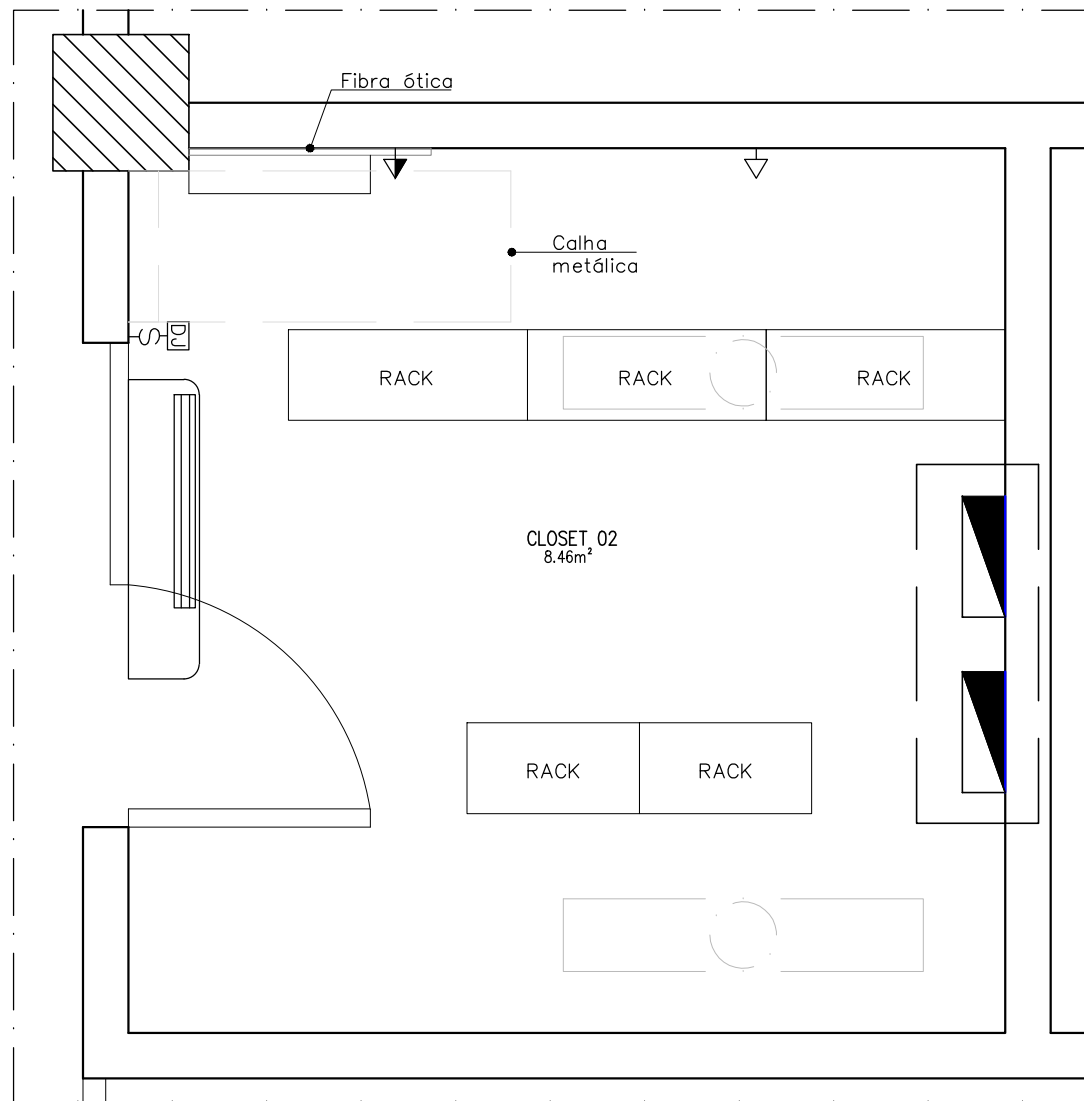 Fibra ótica
Calha
metálica
S
DJ
RACK
RACK
RACK
CLOSET 02
8.46m²
RACK
RACK